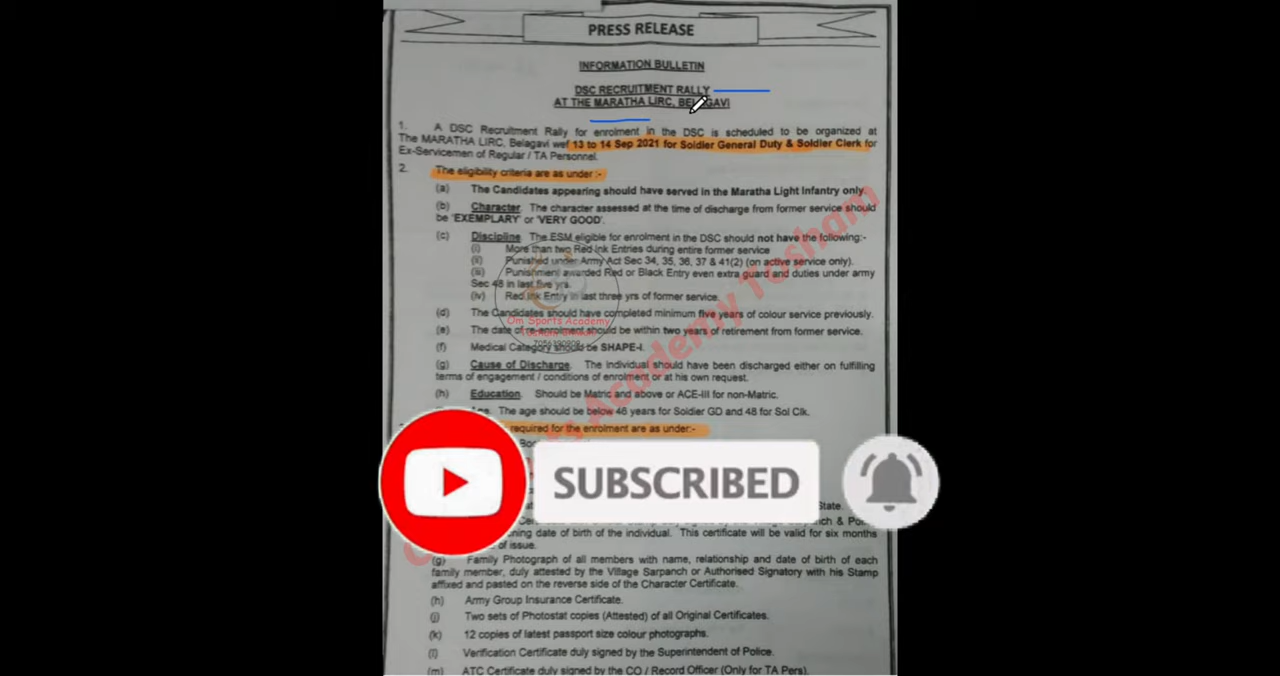 PRESS RELEASE
INFORMATION BULLETIN
DSC RECRUITMENT RALLY
AT THE MARATHA LIRC, BELAGAVI
1. A DSC Recruitment Rally for enrolment in the DSC is scheduled to be organized at
The MARATHA LIRC, Belagavi wef 13 to 14 Sep 2021 for Soldier General Duty & Soldier Clerk for
Ex-Servicemen of Regular / TA Personnel.
2. The eligibility criteria are as under :-
(a) The Candidates appearing should have served in the Maratha Light Infantry only.
(b) Character. The character assessed at the time of discharge from former service should
be 'EXEMPLARY' or 'VERY GOOD'.
(c) Discipline. The ESM eligible for enrolment in the DSC should not have the following:-
(i) More than two Red Ink Entries during entire former service
(ii) Punished under Army Act Sec 34, 35, 36, 37 & 41(2) (on active service only).
(iii) Punishment awarded Red or Black Entry even extra guard and duties under army
Sec 48 in last five yrs.
(iv) Red Ink Entry in last three yrs of former service.
(d) The Candidates should have completed minimum five years of colour service previously.
(e) The date of re-enrolment should be within two years of retirement from former service.
(f) Medical Category should be SHAPE-I.
(g) Cause of Discharge. The individual should have been discharged either on fulfilling
terms of engagement / conditions of enrolment or at his own request.
(h) Education. Should be Matric and above or ACE-III for non-Matric.
Age. The age should be below 46 years for Soldier GD and 48 for Sol Clk.
required for the enrolment are as under:-
SUBSCRIBED
State.
date of birth of the individual. This certificate will be valid for six months
of issue.
(g) Family Photograph of all members with name, relationship and date of birth of each
family member, duly attested by the Village Sarpanch or Authorised Signatory with his Stamp
affixed and pasted on the reverse side of the Character Certificate.
(h) Army Group Insurance Certificate.
(j) Two sets of Photostat copies (Attested) of all Original Certificates.
(k) 12 copies of latest passport size colour photographs.
(l) Verification Certificate duly signed by the Superintendent of Police.
(m) ATC Certificate duly signed by the CO / Record Officer (Only for TA Pers).
Om Sports Academy
7056390808
Academy Tosham